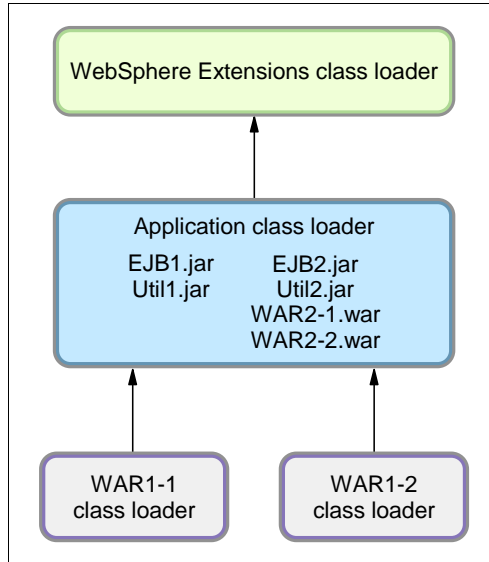 WebSphere Extensions class loader
Application class loader
EJB1.jar
Util1.jar
EJB2.jar
Util2.jar
WAR2-1.war
WAR2-2.war
WAR1-1
class loader
WAR1-2
class loader